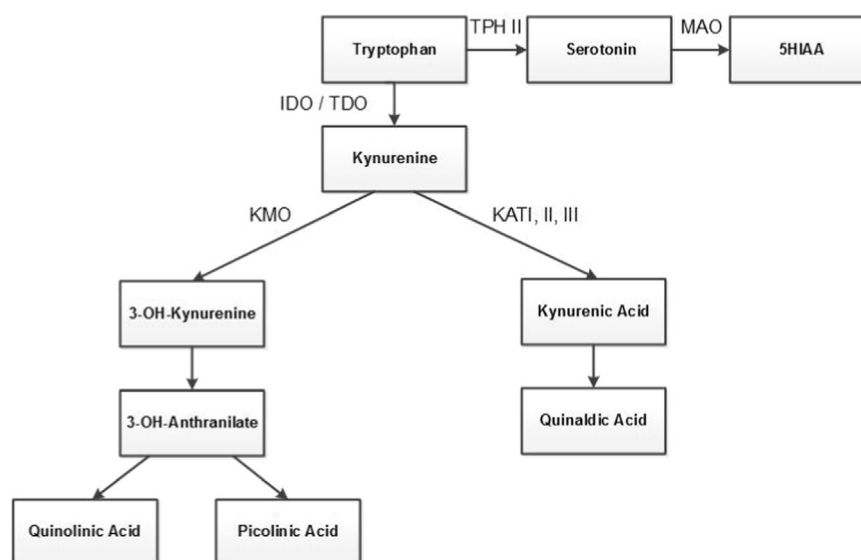 Tryptophan
TPH II
Serotonin
MAO
5HIAA
IDO / TDO
Kynurenine
KMO
KATI, II, III
3-OH-Kynurenine
Kynurenic Acid
3-OH-Anthranilate
Quinaldic Acid
Quinolinic Acid
Picolinic Acid